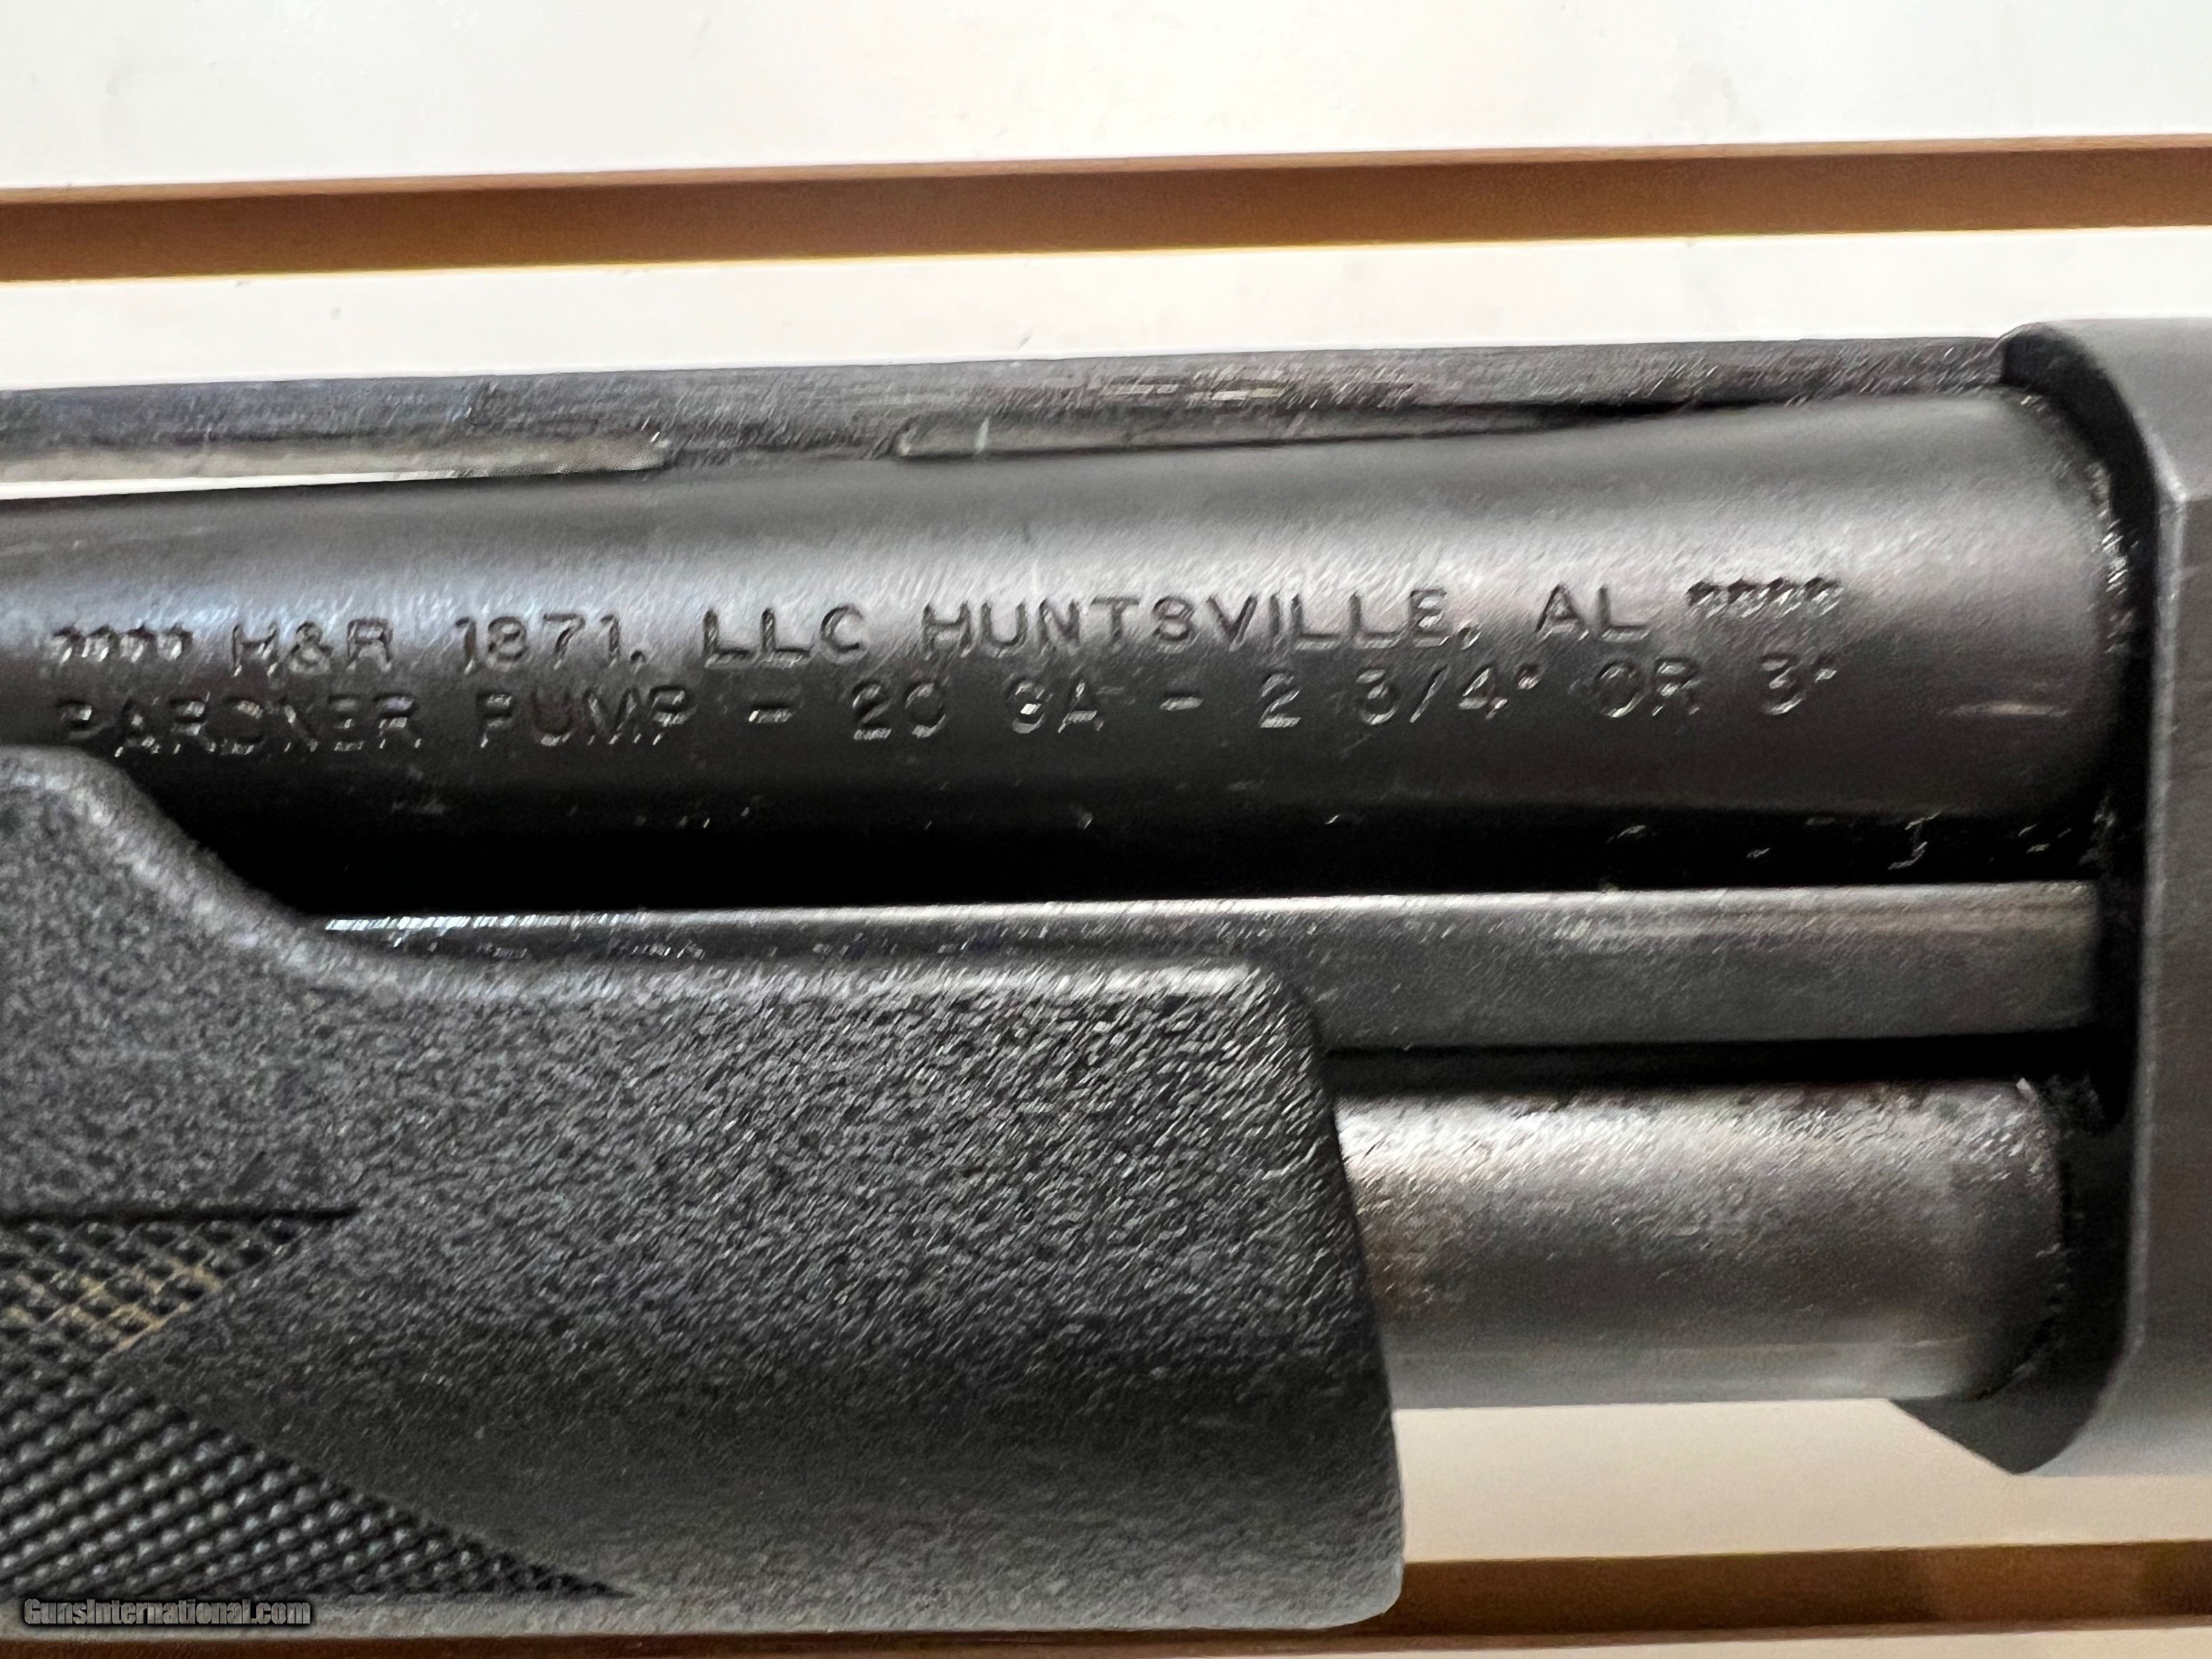 **** H&R 1871, LLC HUNTSVILLE, AL ****
PARDNER PUMP - 20 GA - 2 3/4" OR 3"
GunsInternational.com